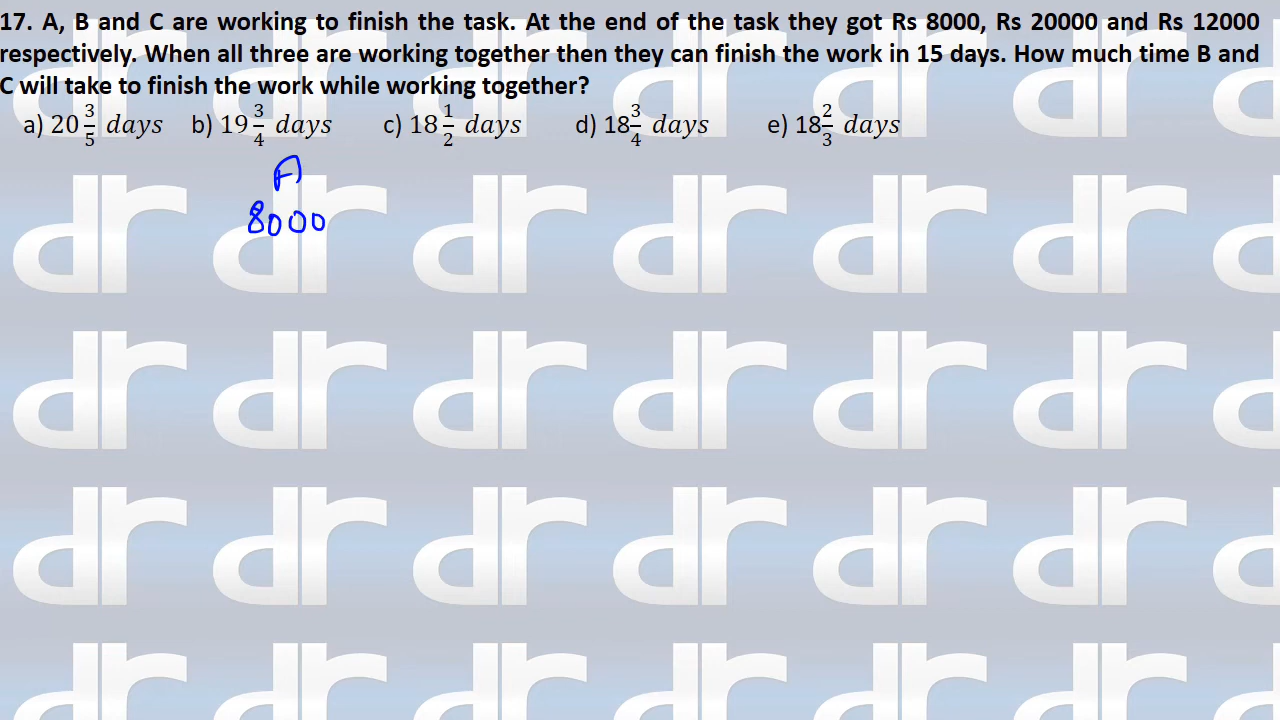 17. A, B and C are working to finish the task. At the end of the task they got Rs 8000, Rs 20000 and Rs 12000
respectively. When all three are working together then they can finish the work in 15 days. How much time B and
C will take to finish the work while working together?
a) 20 3/5 days b) 19 3/4 days c) 18 1/2 days d) 18 3/4 days e) 18 2/3 days
A
8000